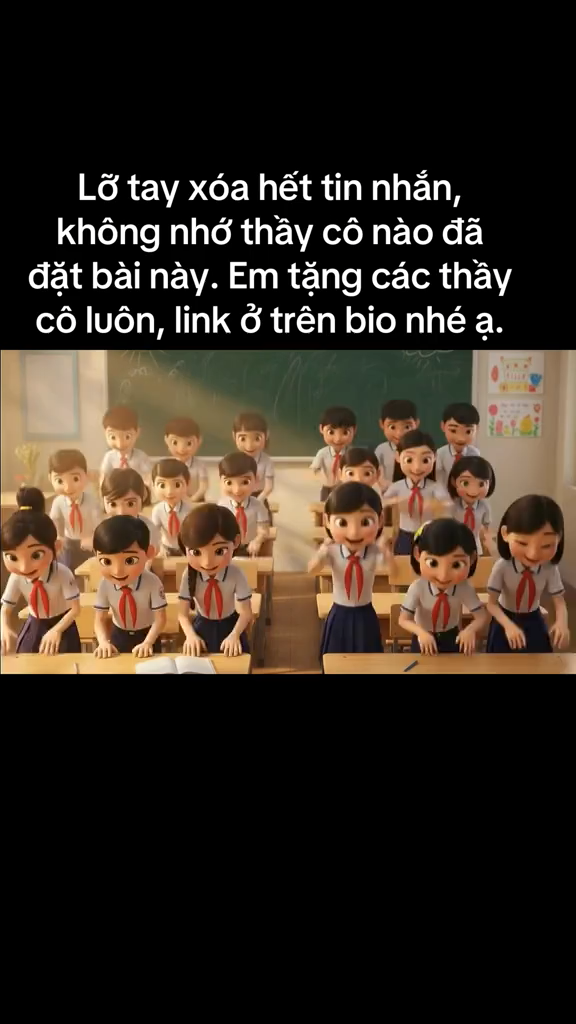 Lỡ tay xóa hết tin nhắn,
không nhớ thầy cô nào đã
đặt bài này. Em tặng các thầy
cô luôn, link ở trên bio nhé ạ.